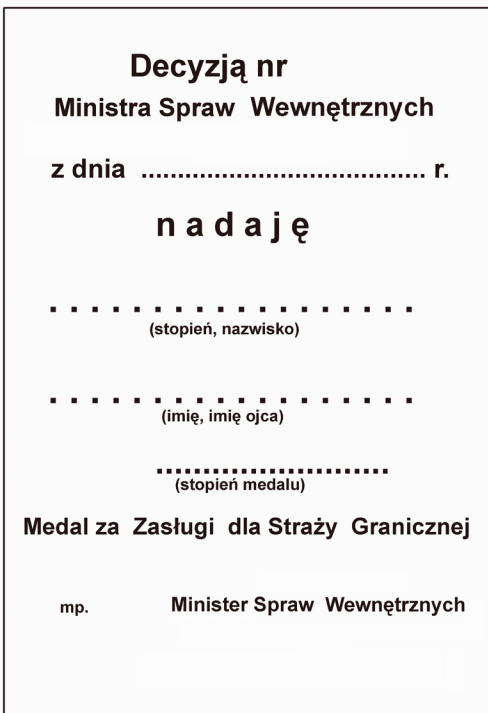 Decyzją nr
Ministra Spraw Wewnętrznych
z dnia ....................................... r.
n a d a j ę
. . . . . . . . . . . . . . . . . .
(stopień, nazwisko)
. . . . . . . . . . . . . . . . . .
(imię, imię ojca)
.........................
(stopień medalu)
Medal za Zasługi dla Straży Granicznej
mp. Minister Spraw Wewnętrznych